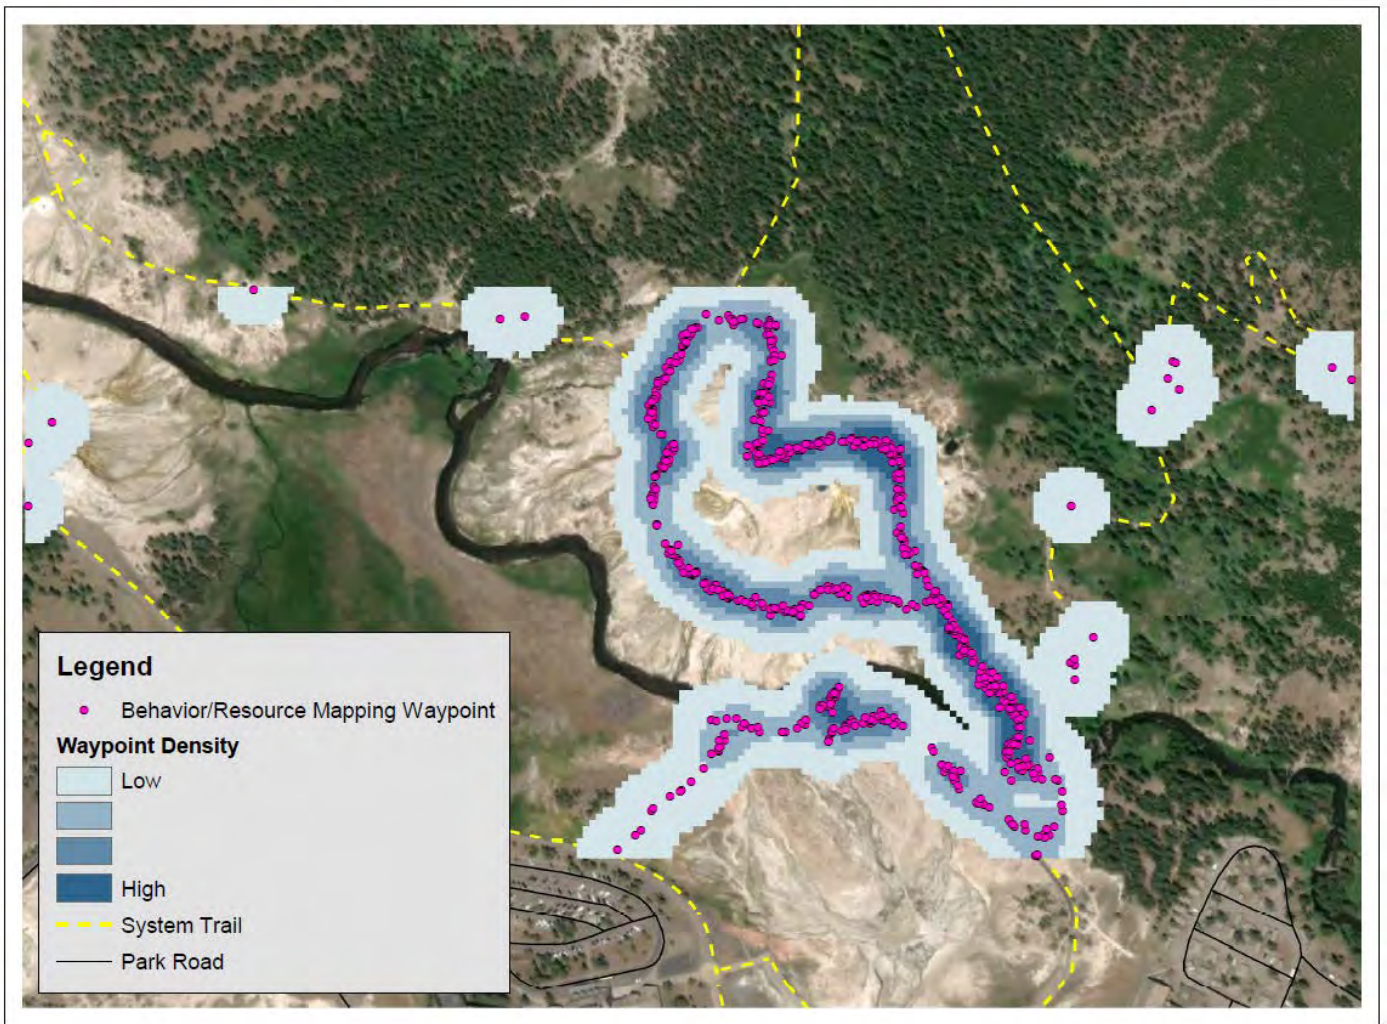 Legend
Behavior/Resource Mapping Waypoint
Waypoint Density
Low
High
System Trail
Park Road